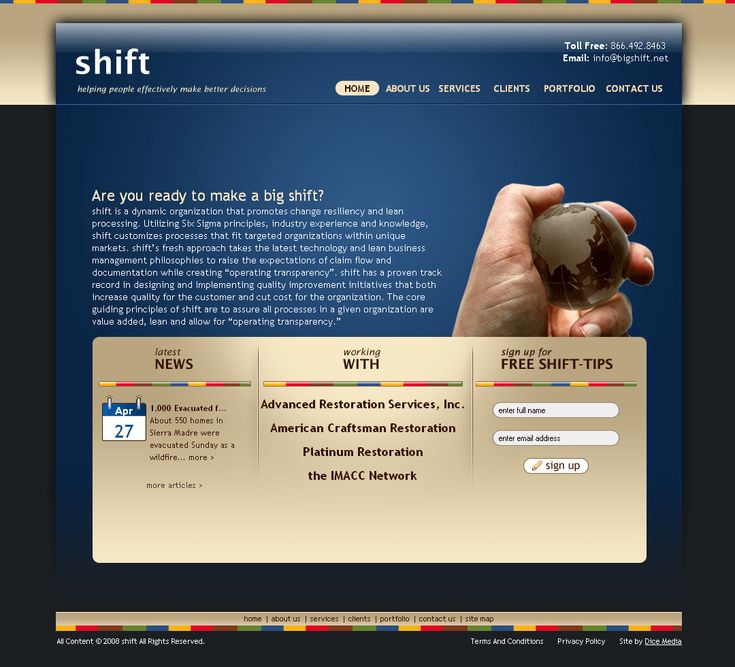 shift
helping people effectively make better decisions
Toll Free: 866.492.8463
Email: info@bigshift.net
HOME ABOUT US SERVICES CLIENTS PORTFOLIO CONTACT US
Are you ready to make a big shift?
shift is a dynamic organization that promotes change resiliency and lean
processing. Utilizing Six Sigma principles, industry experience and knowledge,
shift customizes processes that fit targeted organizations within unique
markets. shift's fresh approach takes the latest technology and lean business
management philosophies to raise the expectations of claim flow and
documentation while creating “operating transparency”. shift has a proven track
record in designing and implementing quality improvement initiatives that both
increase quality for the customer and cut cost for the organization. The core
guiding principles of shift are to assure all processes in a given organization are
value added, lean and allow for “operating transparency.”
latest
NEWS
Apr
27
1,000 Evacuated f...
About 550 homes in
Sierra Madre were
evacuated Sunday as a
wildfire... more >
more articles >
working
WITH
Advanced Restoration Services, Inc.
American Craftsman Restoration
Platinum Restoration
the IMACC Network
sign up for
FREE SHIFT-TIPS
enter full name
enter email address
sign up
home | about us | services | clients | portfolio | contact us | site map
All Content © 2008 shift All Rights Reserved.
Terms And Conditions Privacy Policy Site by Dice Media